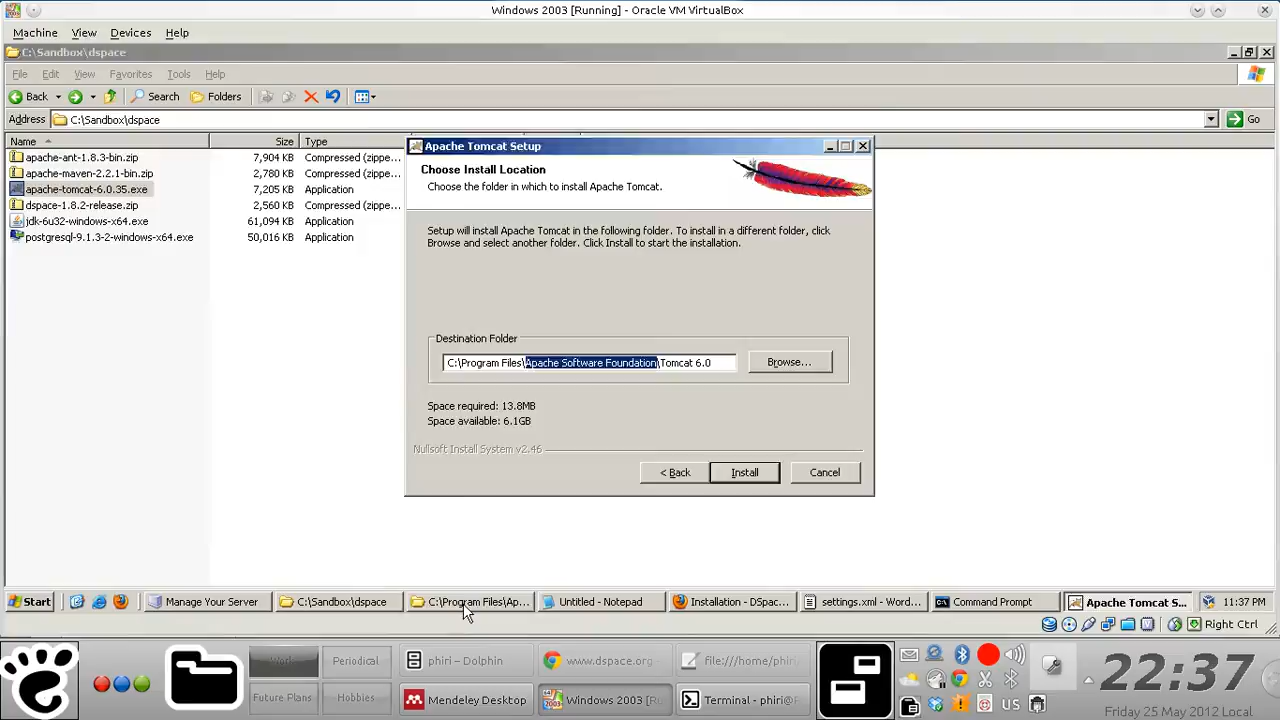 Windows 2003 [Running] - Oracle VM VirtualBox
Machine View Devices Help
C:\Sandbox\dspace
File Edit View Favorites Tools Help
Back Search Folders
Address C:\Sandbox\dspace Go
Name Size Type
apache-ant-1.8.3-bin.zip 7,904 KB Compressed (zippe...
apache-maven-2.2.1-bin.zip 2,780 KB Compressed (zippe...
apache-tomcat-6.0.35.exe 7,205 KB Application
dspace-1.8.2-release.zip 2,560 KB Compressed (zippe...
jdk-6u32-windows-x64.exe 61,094 KB Application
postgresql-9.1.3-2-windows-x64.exe 50,016 KB Application
Apache Tomcat Setup
Choose Install Location
Choose the folder in which to install Apache Tomcat.
Setup will install Apache Tomcat in the following folder. To install in a different folder, click
Browse and select another folder. Click Install to start the installation.
Destination Folder
C:\Program Files\Apache Software Foundation\Tomcat 6.0 Browse...
Space required: 13.8MB
Space available: 6.1GB
Nullsoft Install System v2.46
< Back Install Cancel
Start Manage Your Server C:\Sandbox\dspace C:\Program Files\Ap... Untitled - Notepad Installation - DSpac... settings.xml - Word... Command Prompt Apache Tomcat S... 11:37 PM
Right Ctrl
Periodical phiri – Dolphin www.dspace.org file:///home/phiri
Future Plans Hobbies Mendeley Desktop Windows 2003 [R Terminal - phiri@ US
22:37
Friday 25 May 2012 Local